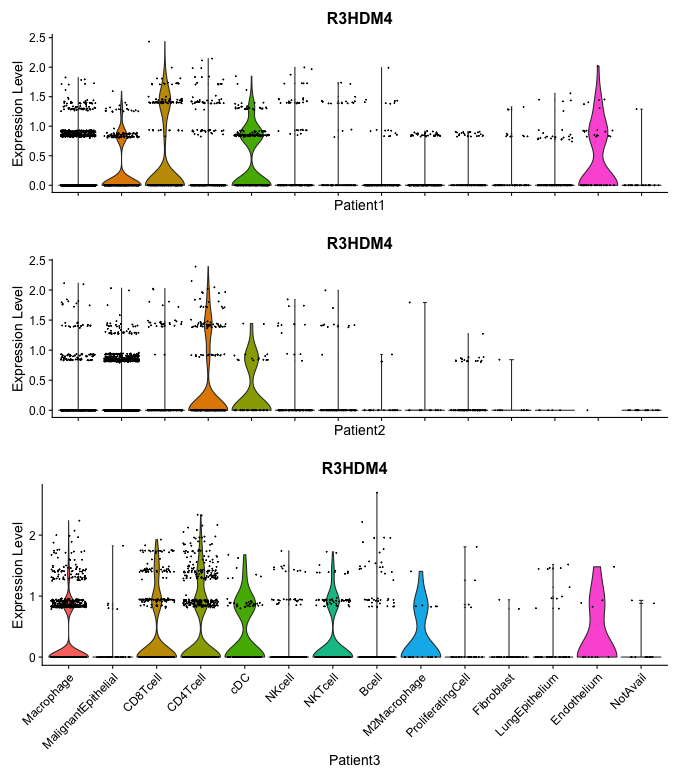 R3HDM4
Expression Level
2.5
2.0
1.5
1.0
0.5
0.0
Patient1
R3HDM4
Expression Level
2.5
2.0
1.5
1.0
0.5
0.0
Patient2
R3HDM4
Expression Level
2
1
0
Macrophage
MalignantEpithelial
CD8Tcell
CD4Tcell
cDC
NKcell
NKTcell
Bcell
M2Macrophage
ProliferatingCell
Fibroblast
LungEpithelium
Endothelium
NotAvail
Patient3